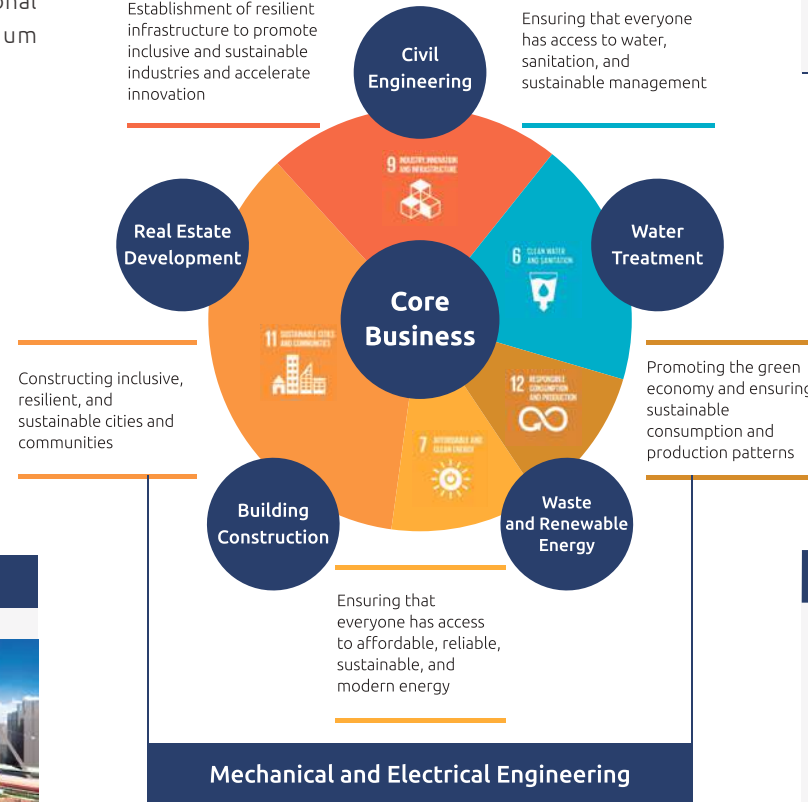 onal
um
Establishment of resilient
infrastructure to promote
inclusive and sustainable
industries and accelerate
innovation
Civil
Engineering
Ensuring that everyone
has access to water,
sanitation, and
sustainable management
9 INDUSTRY, INNOVATION
AND INFRASTRUCTURE
Real Estate
Development
6 CLEAN WATER
AND SANITATION
Water
Treatment
Core
Business
11 SUSTAINABLE CITIES
AND COMMUNITIES
Constructing inclusive,
resilient, and
sustainable cities and
communities
12 RESPONSIBLE
CONSUMPTION
AND PRODUCTION
Promoting the green
economy and ensuring
sustainable
consumption and
production patterns
7 AFFORDABLE AND
CLEAN ENERGY
Building
Construction
Waste
and Renewable
Energy
Ensuring that
everyone has access
to affordable, reliable,
sustainable, and
modern energy
Mechanical and Electrical Engineering